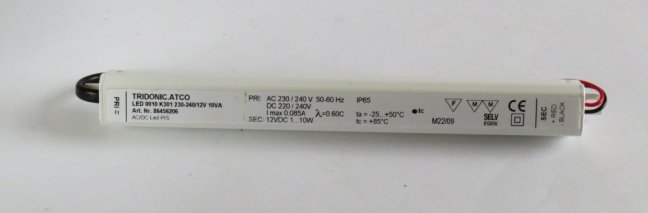 PRI ~
TRIDONIC.ATCO
LED 0010 K301 230-240/12V 10VA
Art. Nr. 86456206
AC/DC Led P/S
PRI: AC 230 / 240 V 50-60 Hz IP65
DC 220 / 240V
I max 0.085A λ=0.60C ta = -25...+50°C
SEC: 12VDC 1...10W tc = +85°C
tc
M22/09
F M M
SELV
EQUIV.
CE
SEC
+ RED
- BLACK